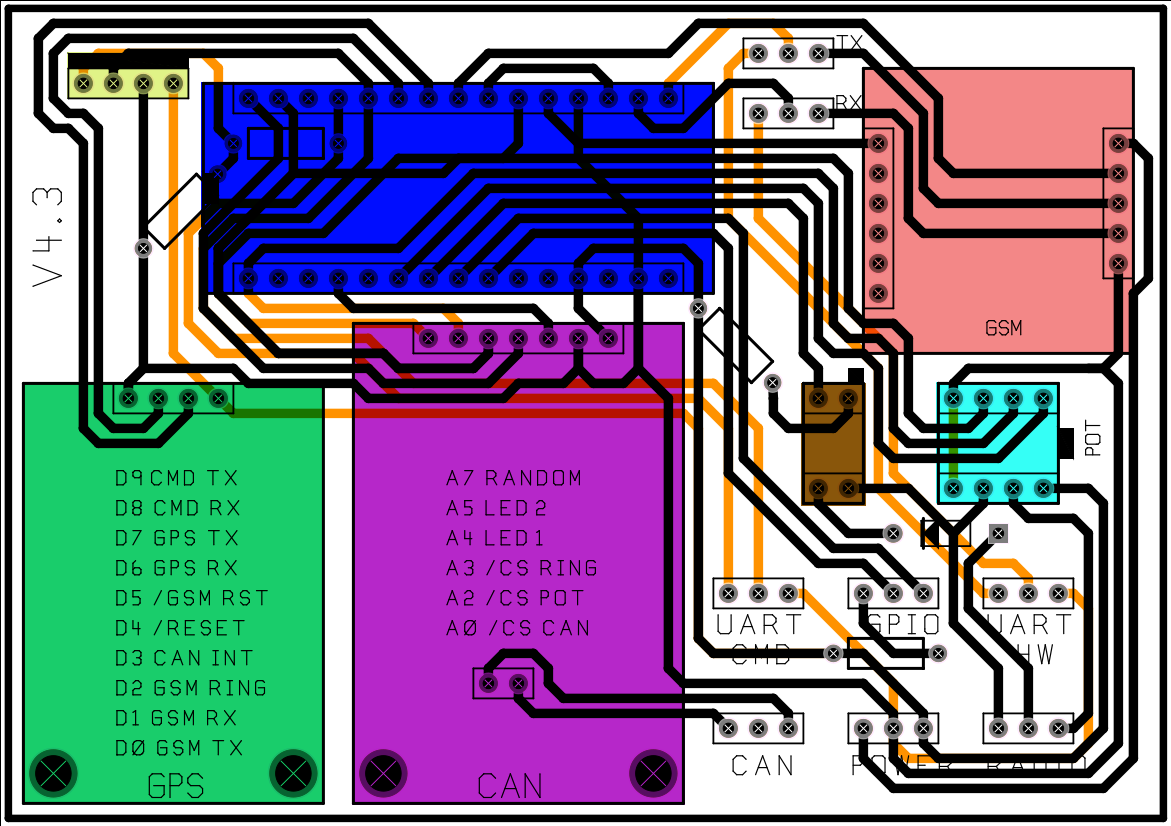 TX
RX
V4.3
GSM
POT
D9 CMD TX
D8 CMD RX
D7 GPS TX
D6 GPS RX
D5 /GSM RST
D4 /RESET
D3 CAN INT
D2 GSM RING
D1 GSM RX
D0 GSM TX
GPS
A7 RANDOM
A5 LED 2
A4 LED 1
A3 /CS RING
A2 /CS POT
A0 /CS CAN
CAN
UART
CMD
GPIO
UART
HW
CAN
POWER
RADIO